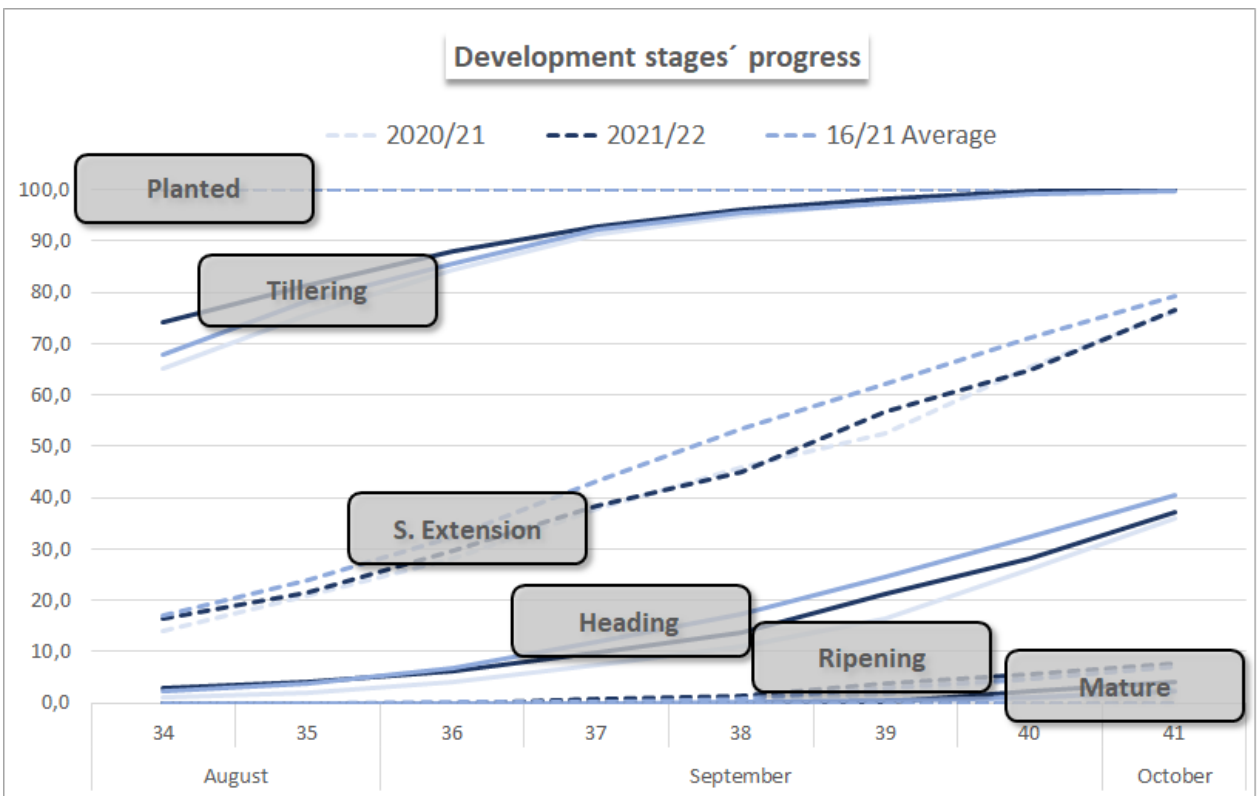 Development stages´ progress
2020/21 2021/22 16/21 Average
100,0
90,0
80,0
70,0
60,0
50,0
40,0
30,0
20,0
10,0
0,0
Planted
Tillering
S. Extension
Heading
Ripening
Mature
34 35 36 37 38 39 40 41
August September October